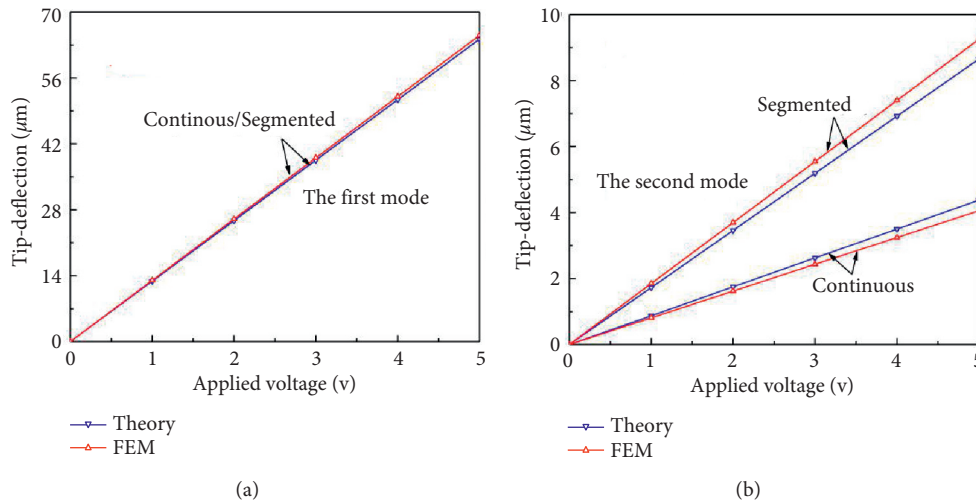 70
56
42
28
14
0
Tip-deflection (μm)
Continous/Segmented
The first mode
0 1 2 3 4 5
Applied voltage (v)
Theory
FEM
(a)
10
8
6
4
2
0
Tip-deflection (μm)
Segmented
The second mode
Continuous
0 1 2 3 4 5
Applied voltage (v)
Theory
FEM
(b)